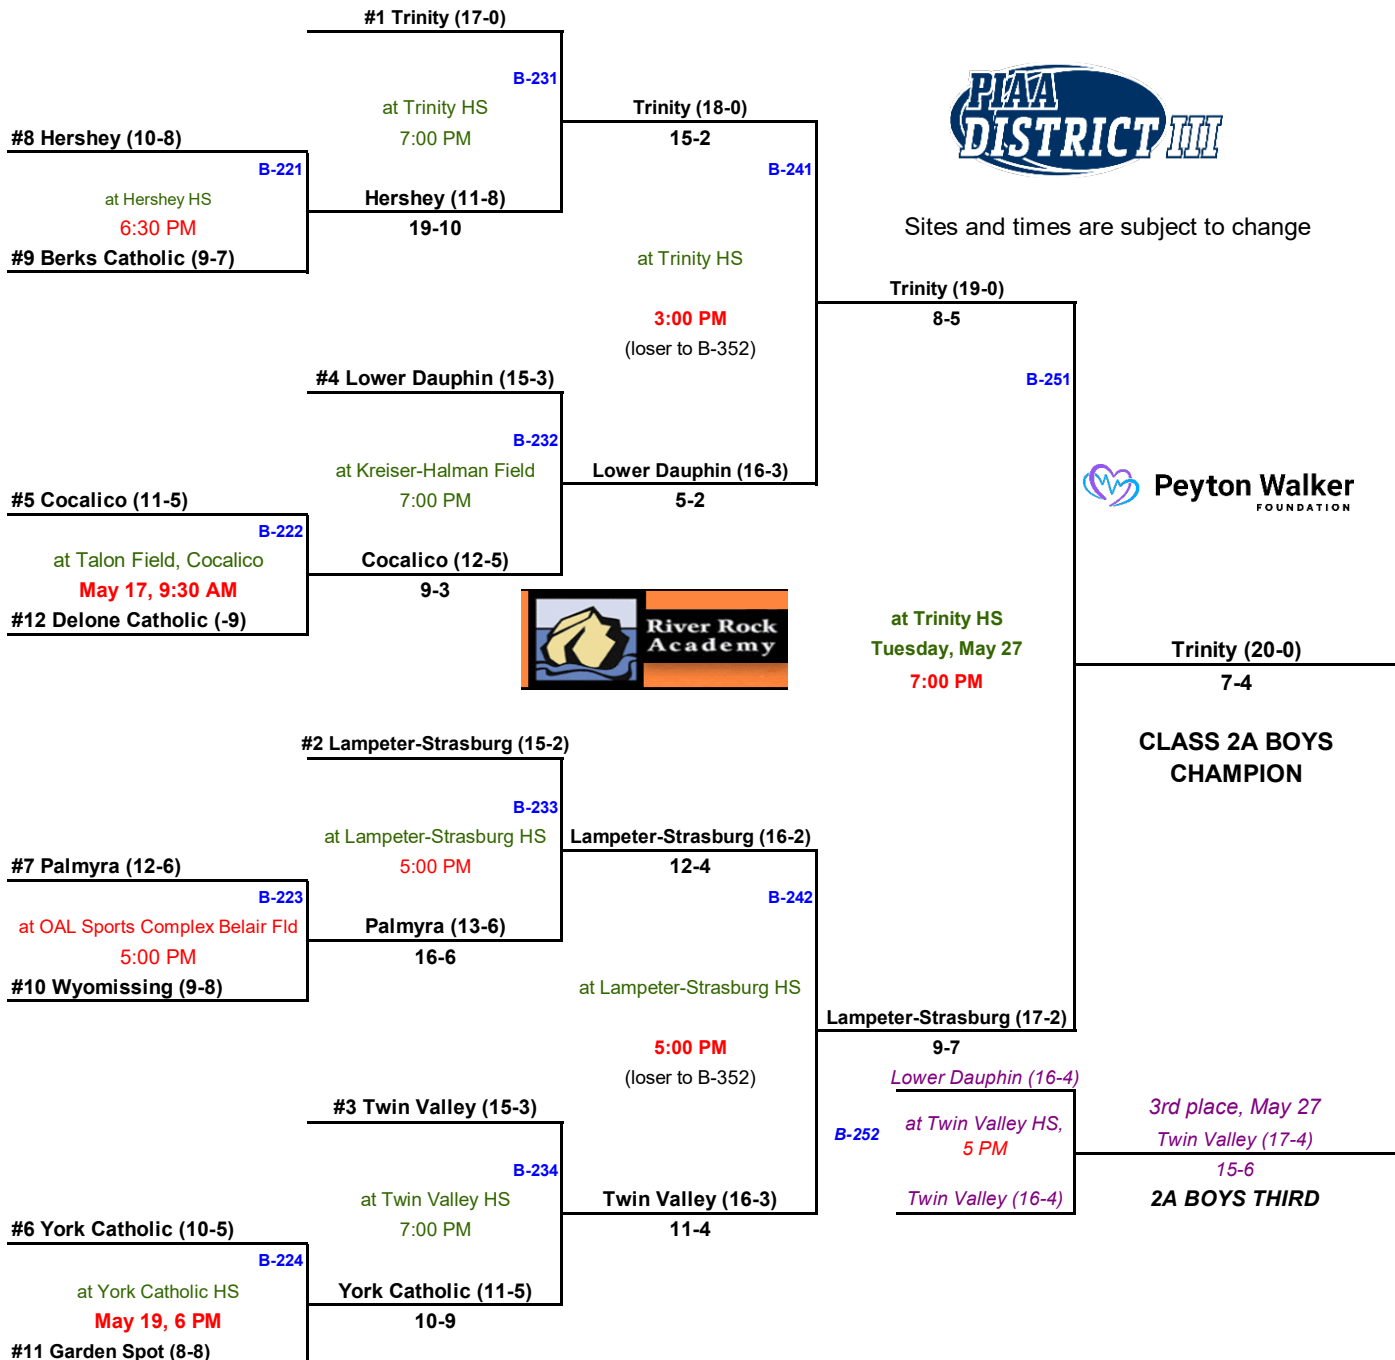 #1 Trinity (17-0)
B-231
at Trinity HS
7:00 PM
Trinity (18-0)
15-2
PIAA
DISTRICT III
#8 Hershey (10-8)
B-221
at Hershey HS
6:30 PM
#9 Berks Catholic (9-7)
Hershey (11-8)
19-10
B-241
at Trinity HS
3:00 PM
(loser to B-352)
Sites and times are subject to change
Trinity (19-0)
8-5
B-251
#4 Lower Dauphin (15-3)
B-232
at Kreiser-Halman Field
7:00 PM
Lower Dauphin (16-3)
5-2
Peyton Walker
FOUNDATION
#5 Cocalico (11-5)
B-222
at Talon Field, Cocalico
May 17, 9:30 AM
#12 Delone Catholic (-9)
Cocalico (12-5)
9-3
River Rock
Academy
at Trinity HS
Tuesday, May 27
7:00 PM
Trinity (20-0)
7-4
CLASS 2A BOYS
CHAMPION
#2 Lampeter-Strasburg (15-2)
B-233
at Lampeter-Strasburg HS
5:00 PM
Lampeter-Strasburg (16-2)
12-4
#7 Palmyra (12-6)
B-223
at OAL Sports Complex Belair Fld
5:00 PM
#10 Wyomissing (9-8)
Palmyra (13-6)
16-6
B-242
at Lampeter-Strasburg HS
5:00 PM
(loser to B-352)
Lampeter-Strasburg (17-2)
9-7
Lower Dauphin (16-4)
B-252
at Twin Valley HS,
5 PM
Twin Valley (16-4)
3rd place, May 27
Twin Valley (17-4)
15-6
2A BOYS THIRD
#3 Twin Valley (15-3)
B-234
at Twin Valley HS
7:00 PM
Twin Valley (16-3)
11-4
#6 York Catholic (10-5)
B-224
at York Catholic HS
May 19, 6 PM
#11 Garden Spot (8-8)
York Catholic (11-5)
10-9